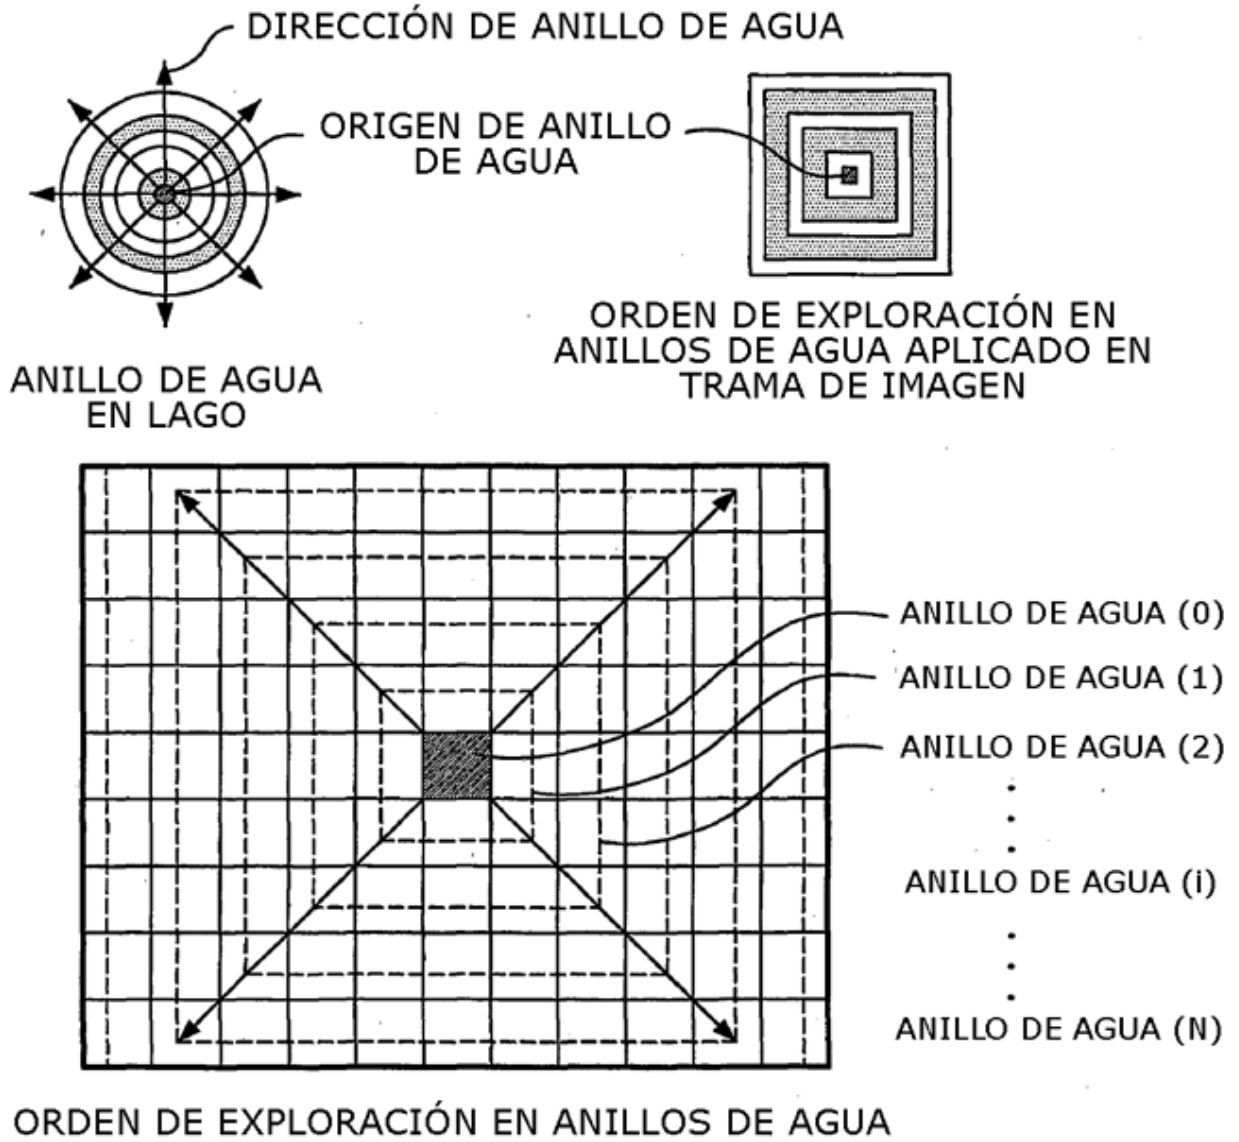 DIRECCIÓN DE ANILLO DE AGUA
ORIGEN DE ANILLO
DE AGUA
ANILLO DE AGUA
EN LAGO
ORDEN DE EXPLORACIÓN EN
ANILLOS DE AGUA APLICADO EN
TRAMA DE IMAGEN
ANILLO DE AGUA (0)
ANILLO DE AGUA (1)
ANILLO DE AGUA (2)
ANILLO DE AGUA (i)
ANILLO DE AGUA (N)
ORDEN DE EXPLORACIÓN EN ANILLOS DE AGUA